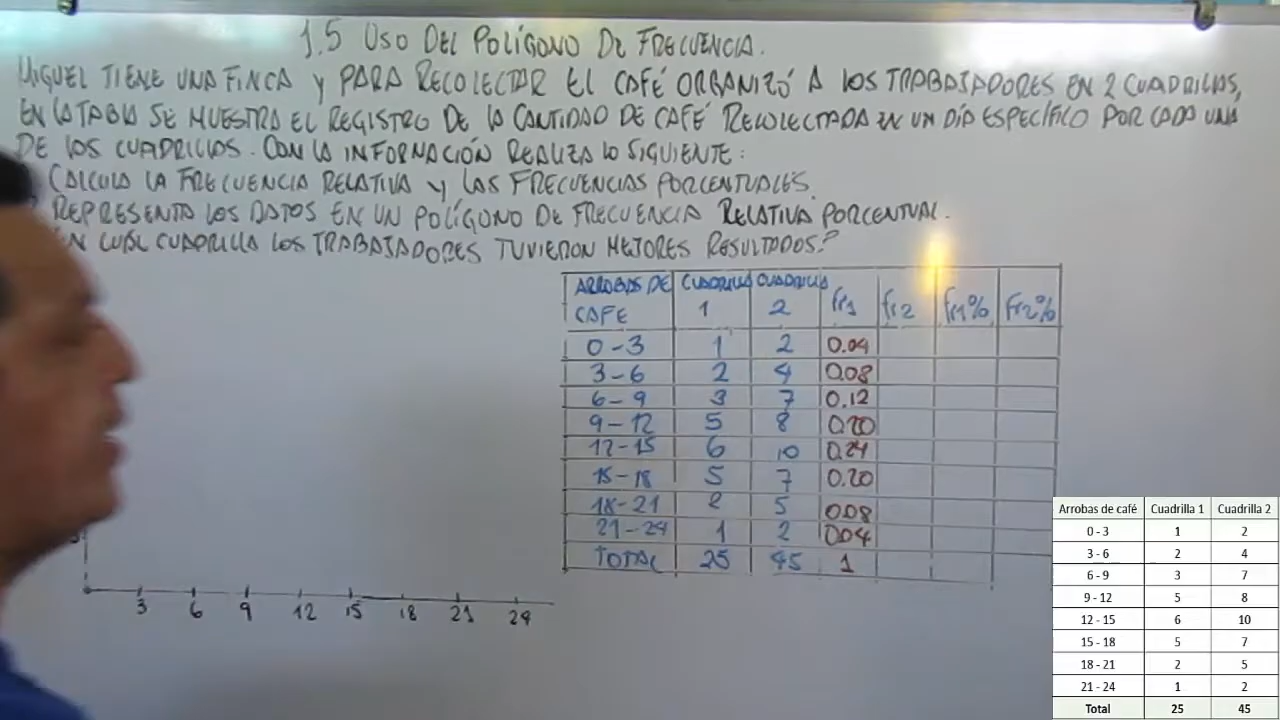 1.5 USO DEL POLÍGONO DE FRECUENCIA.
MIGUEL TIENE UNA FINCA Y PARA RECOLECTAR EL CAFÉ ORGANIZÓ A LOS TRABAJADORES EN 2 CUADRILLAS,
EN LA TABLA SE MUESTRA EL REGISTRO DE LA CANTIDAD DE CAFÉ RECOLECTADA EN UN DÍA ESPECÍFICO POR CADA UNA
DE LOS CUADRILLAS. CON LA INFORMACIÓN REALIZA LO SIGUIENTE:
CALCULA LA FRECUENCIA RELATIVA Y LAS FRECUENCIAS PORCENTUALES.
REPRESENTA LOS DATOS EN UN POLÍGONO DE FRECUENCIA RELATIVA PORCENTUAL.
EN CUÁL CUADRILLA LOS TRABAJADORES TUVIERON MEJORES RESULTADOS?
ARROBAS DE CAFE CUADRILLA 1 CUADRILLA 2 fr1 fr2 fr1% fr2%
0-3 1 2 0.04
3-6 2 4 0.08
6-9 3 7 0.12
9-12 5 8 0.20
12-15 6 10 0.24
15-18 5 7 0.20
18-21 2 5 0.08
21-24 1 2 0.04
TOTAL 25 45 1
3 6 9 12 15 18 21 24
Arrobas de café Cuadrilla 1 Cuadrilla 2
0 - 3 1 2
3 - 6 2 4
6 - 9 3 7
9 - 12 5 8
12 - 15 6 10
15 - 18 5 7
18 - 21 2 5
21 - 24 1 2
Total 25 45